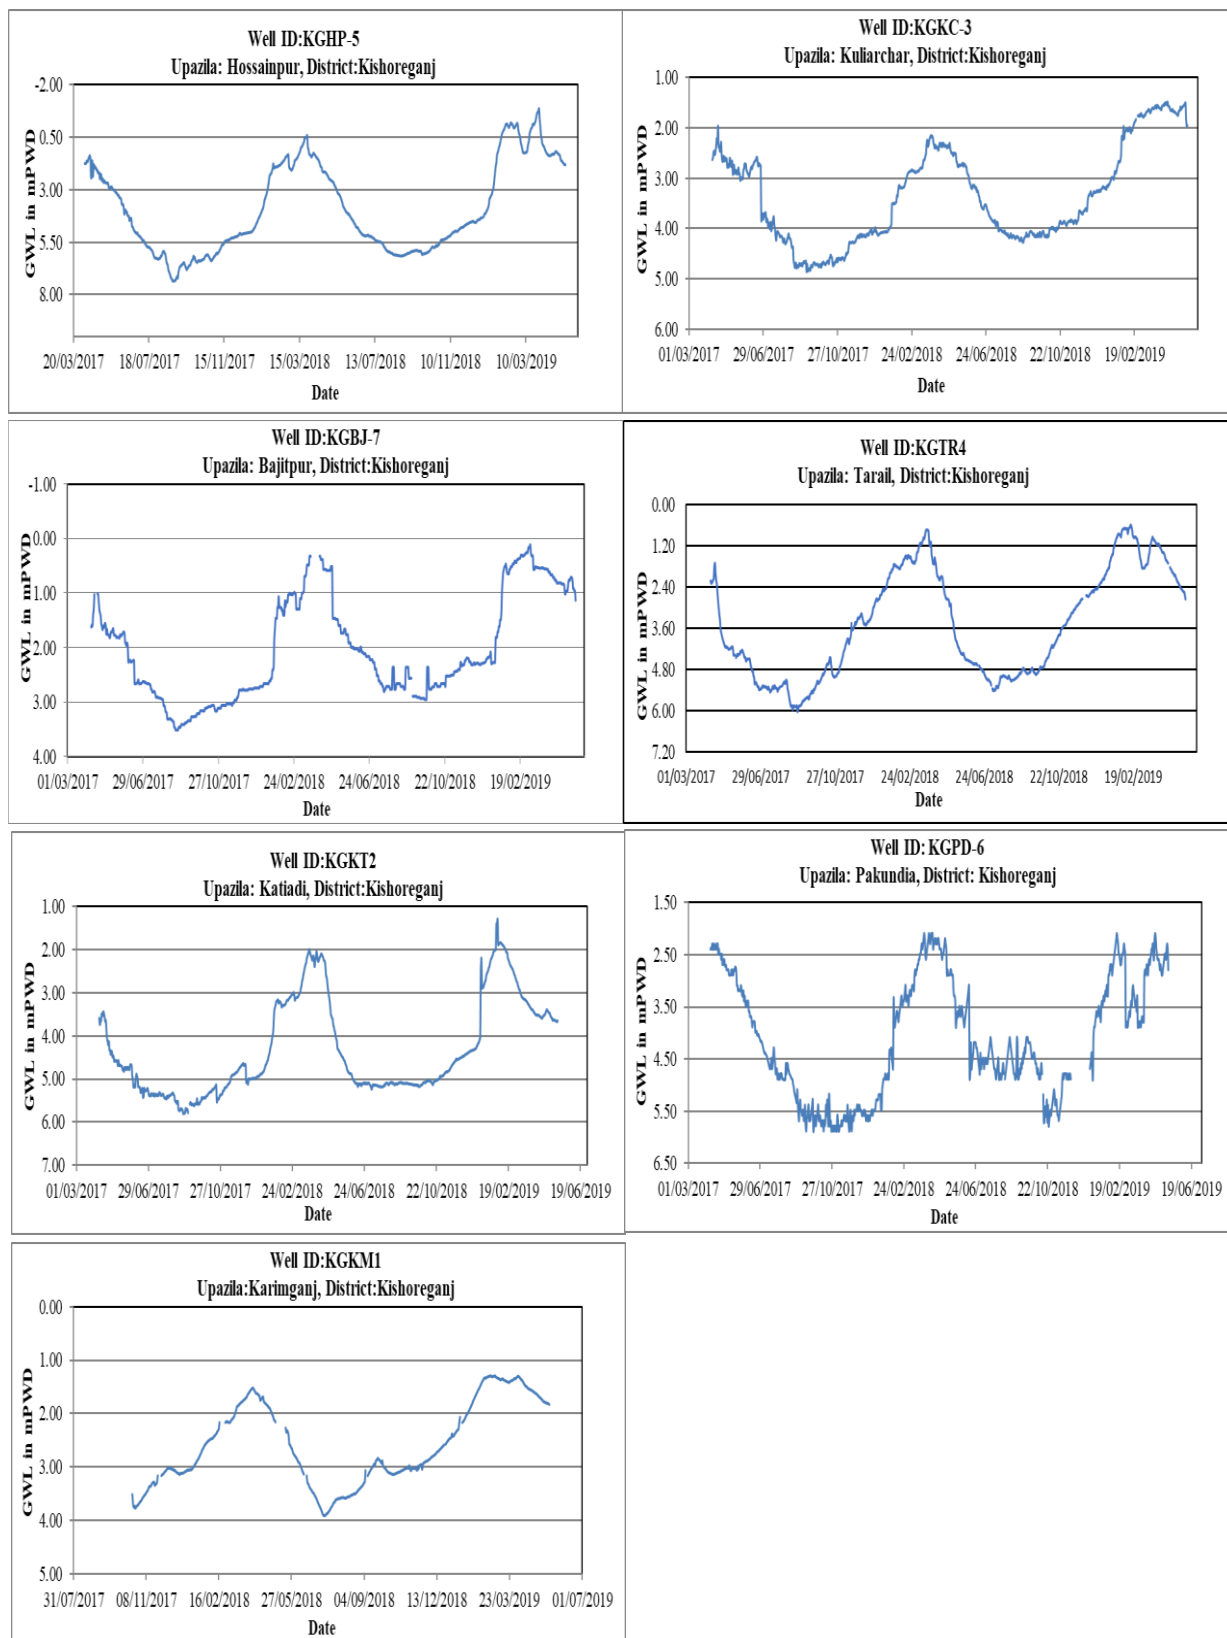 Well ID:KGHP-5
Upazila: Hossainpur, District:Kishoreganj
GWL in mPWD
-2.00
0.50
3.00
5.50
8.00
20/03/2017 18/07/2017 15/11/2017 15/03/2018 13/07/2018 10/11/2018 10/03/2019
Date
Well ID:KGKC-3
Upazila: Kuliarchar, District:Kishoreganj
GWL in mPWD
1.00
2.00
3.00
4.00
5.00
6.00
01/03/2017 29/06/2017 27/10/2017 24/02/2018 24/06/2018 22/10/2018 19/02/2019
Date
Well ID:KGBJ-7
Upazila: Bajitpur, District:Kishoreganj
GWL in mPWD
-1.00
0.00
1.00
2.00
3.00
4.00
01/03/2017 29/06/2017 27/10/2017 24/02/2018 24/06/2018 22/10/2018 19/02/2019
Date
Well ID:KGTR4
Upazila: Tarail, District:Kishoreganj
GWL in mPWD
0.00
1.20
2.40
3.60
4.80
6.00
7.20
01/03/2017 29/06/2017 27/10/2017 24/02/2018 24/06/2018 22/10/2018 19/02/2019
Date
Well ID:KGKT2
Upazila: Katiadi, District:Kishoreganj
GWL in mPWD
1.00
2.00
3.00
4.00
5.00
6.00
7.00
01/03/2017 29/06/2017 27/10/2017 24/02/2018 24/06/2018 22/10/2018 19/02/2019 19/06/2019
Date
Well ID: KGPD-6
Upazila: Pakundia, District: Kishoreganj
GWL in mPWD
1.50
2.50
3.50
4.50
5.50
6.50
01/03/2017 29/06/2017 27/10/2017 24/02/2018 24/06/2018 22/10/2018 19/02/2019 19/06/2019
Date
Well ID:KGKM1
Upazila:Karimganj, District:Kishoreganj
GWL in mPWD
0.00
1.00
2.00
3.00
4.00
5.00
31/07/2017 08/11/2017 16/02/2018 27/05/2018 04/09/2018 13/12/2018 23/03/2019 01/07/2019
Date